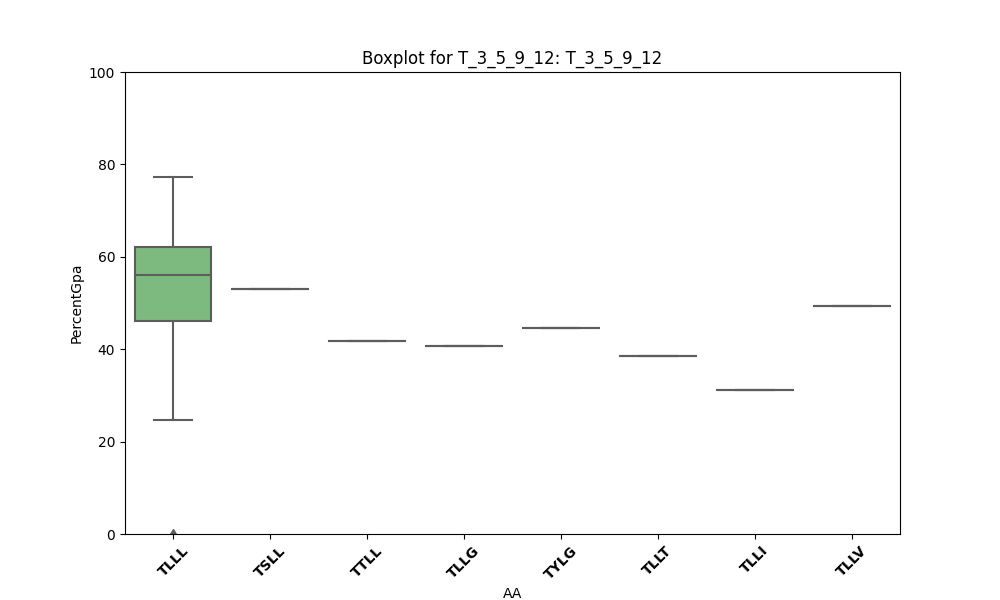 Boxplot for T_3_5_9_12: T_3_5_9_12
100
80
60
40
20
0
PercentGpa
TLLL
TSLL
TTLL
TLLG
TYLG
TLLT
TLLI
TLLV
AA